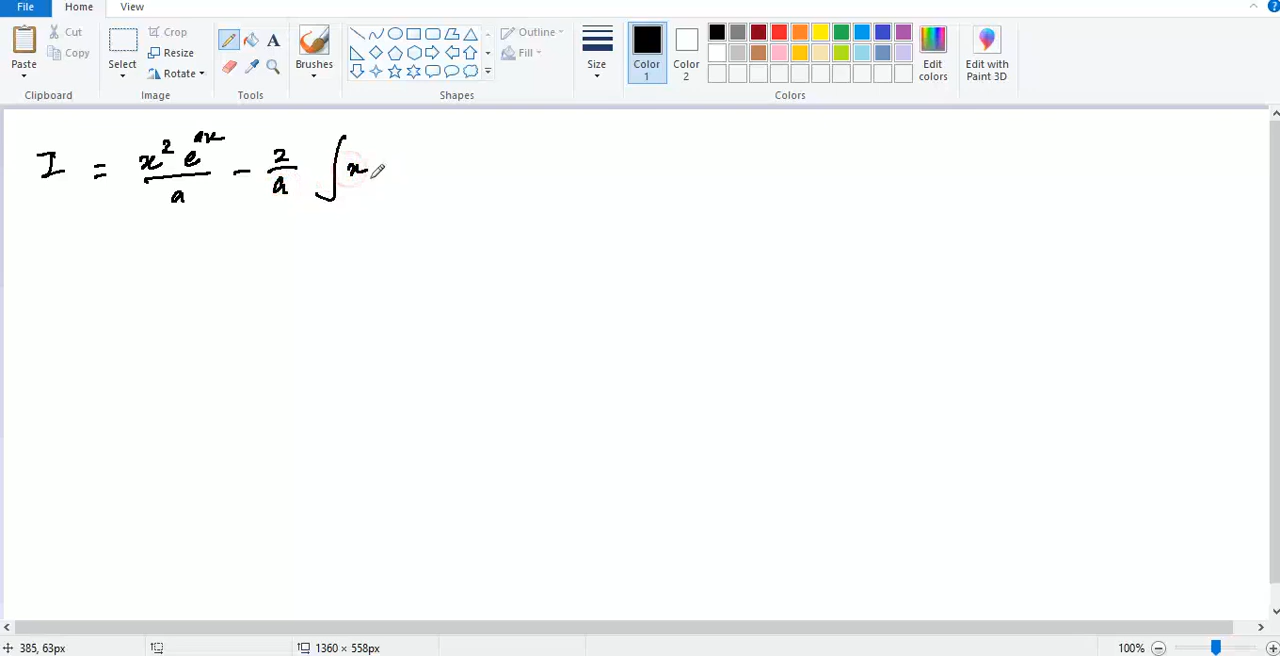 File Home View
Cut Crop Outline
Copy Resize Fill
Paste Select Rotate Brushes Size Color 1 Color 2 Edit colors Edit with Paint 3D
Clipboard Image Tools Shapes Colors
I = x² e^{ax} / a - 2/a ∫x
385, 63px 1360 × 558px 100%